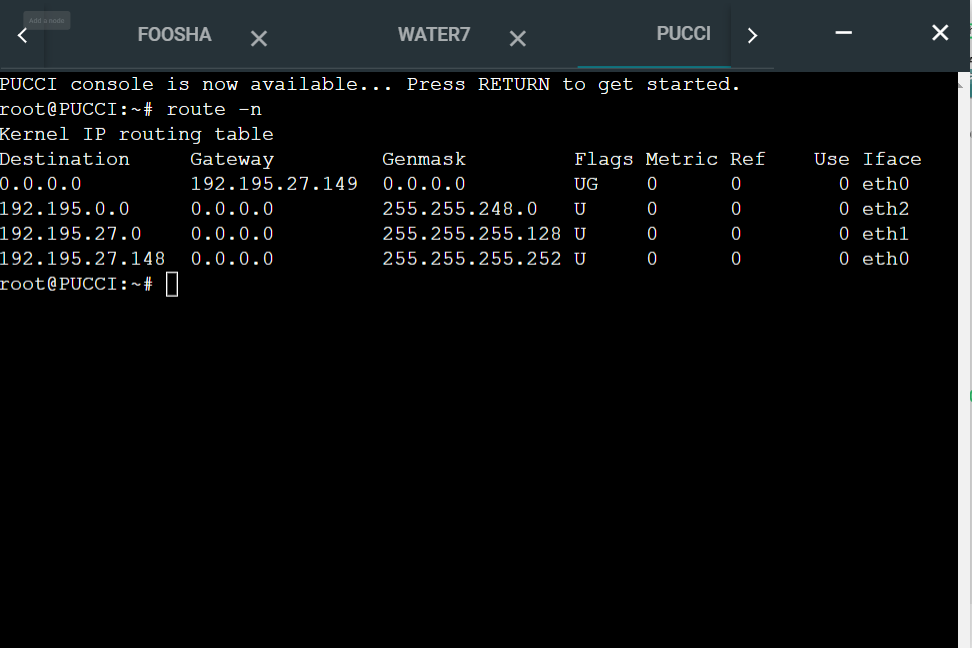 Add a node
FOOSHA WATER7 PUCCI
PUCCI console is now available... Press RETURN to get started.
root@PUCCI:~# route -n
Kernel IP routing table
Destination     Gateway         Genmask         Flags Metric Ref    Use Iface
0.0.0.0         192.195.27.149  0.0.0.0         UG    0      0        0 eth0
192.195.0.0     0.0.0.0         255.255.248.0   U     0      0        0 eth2
192.195.27.0    0.0.0.0         255.255.255.128 U     0      0        0 eth1
192.195.27.148  0.0.0.0         255.255.255.252 U     0      0        0 eth0
root@PUCCI:~#